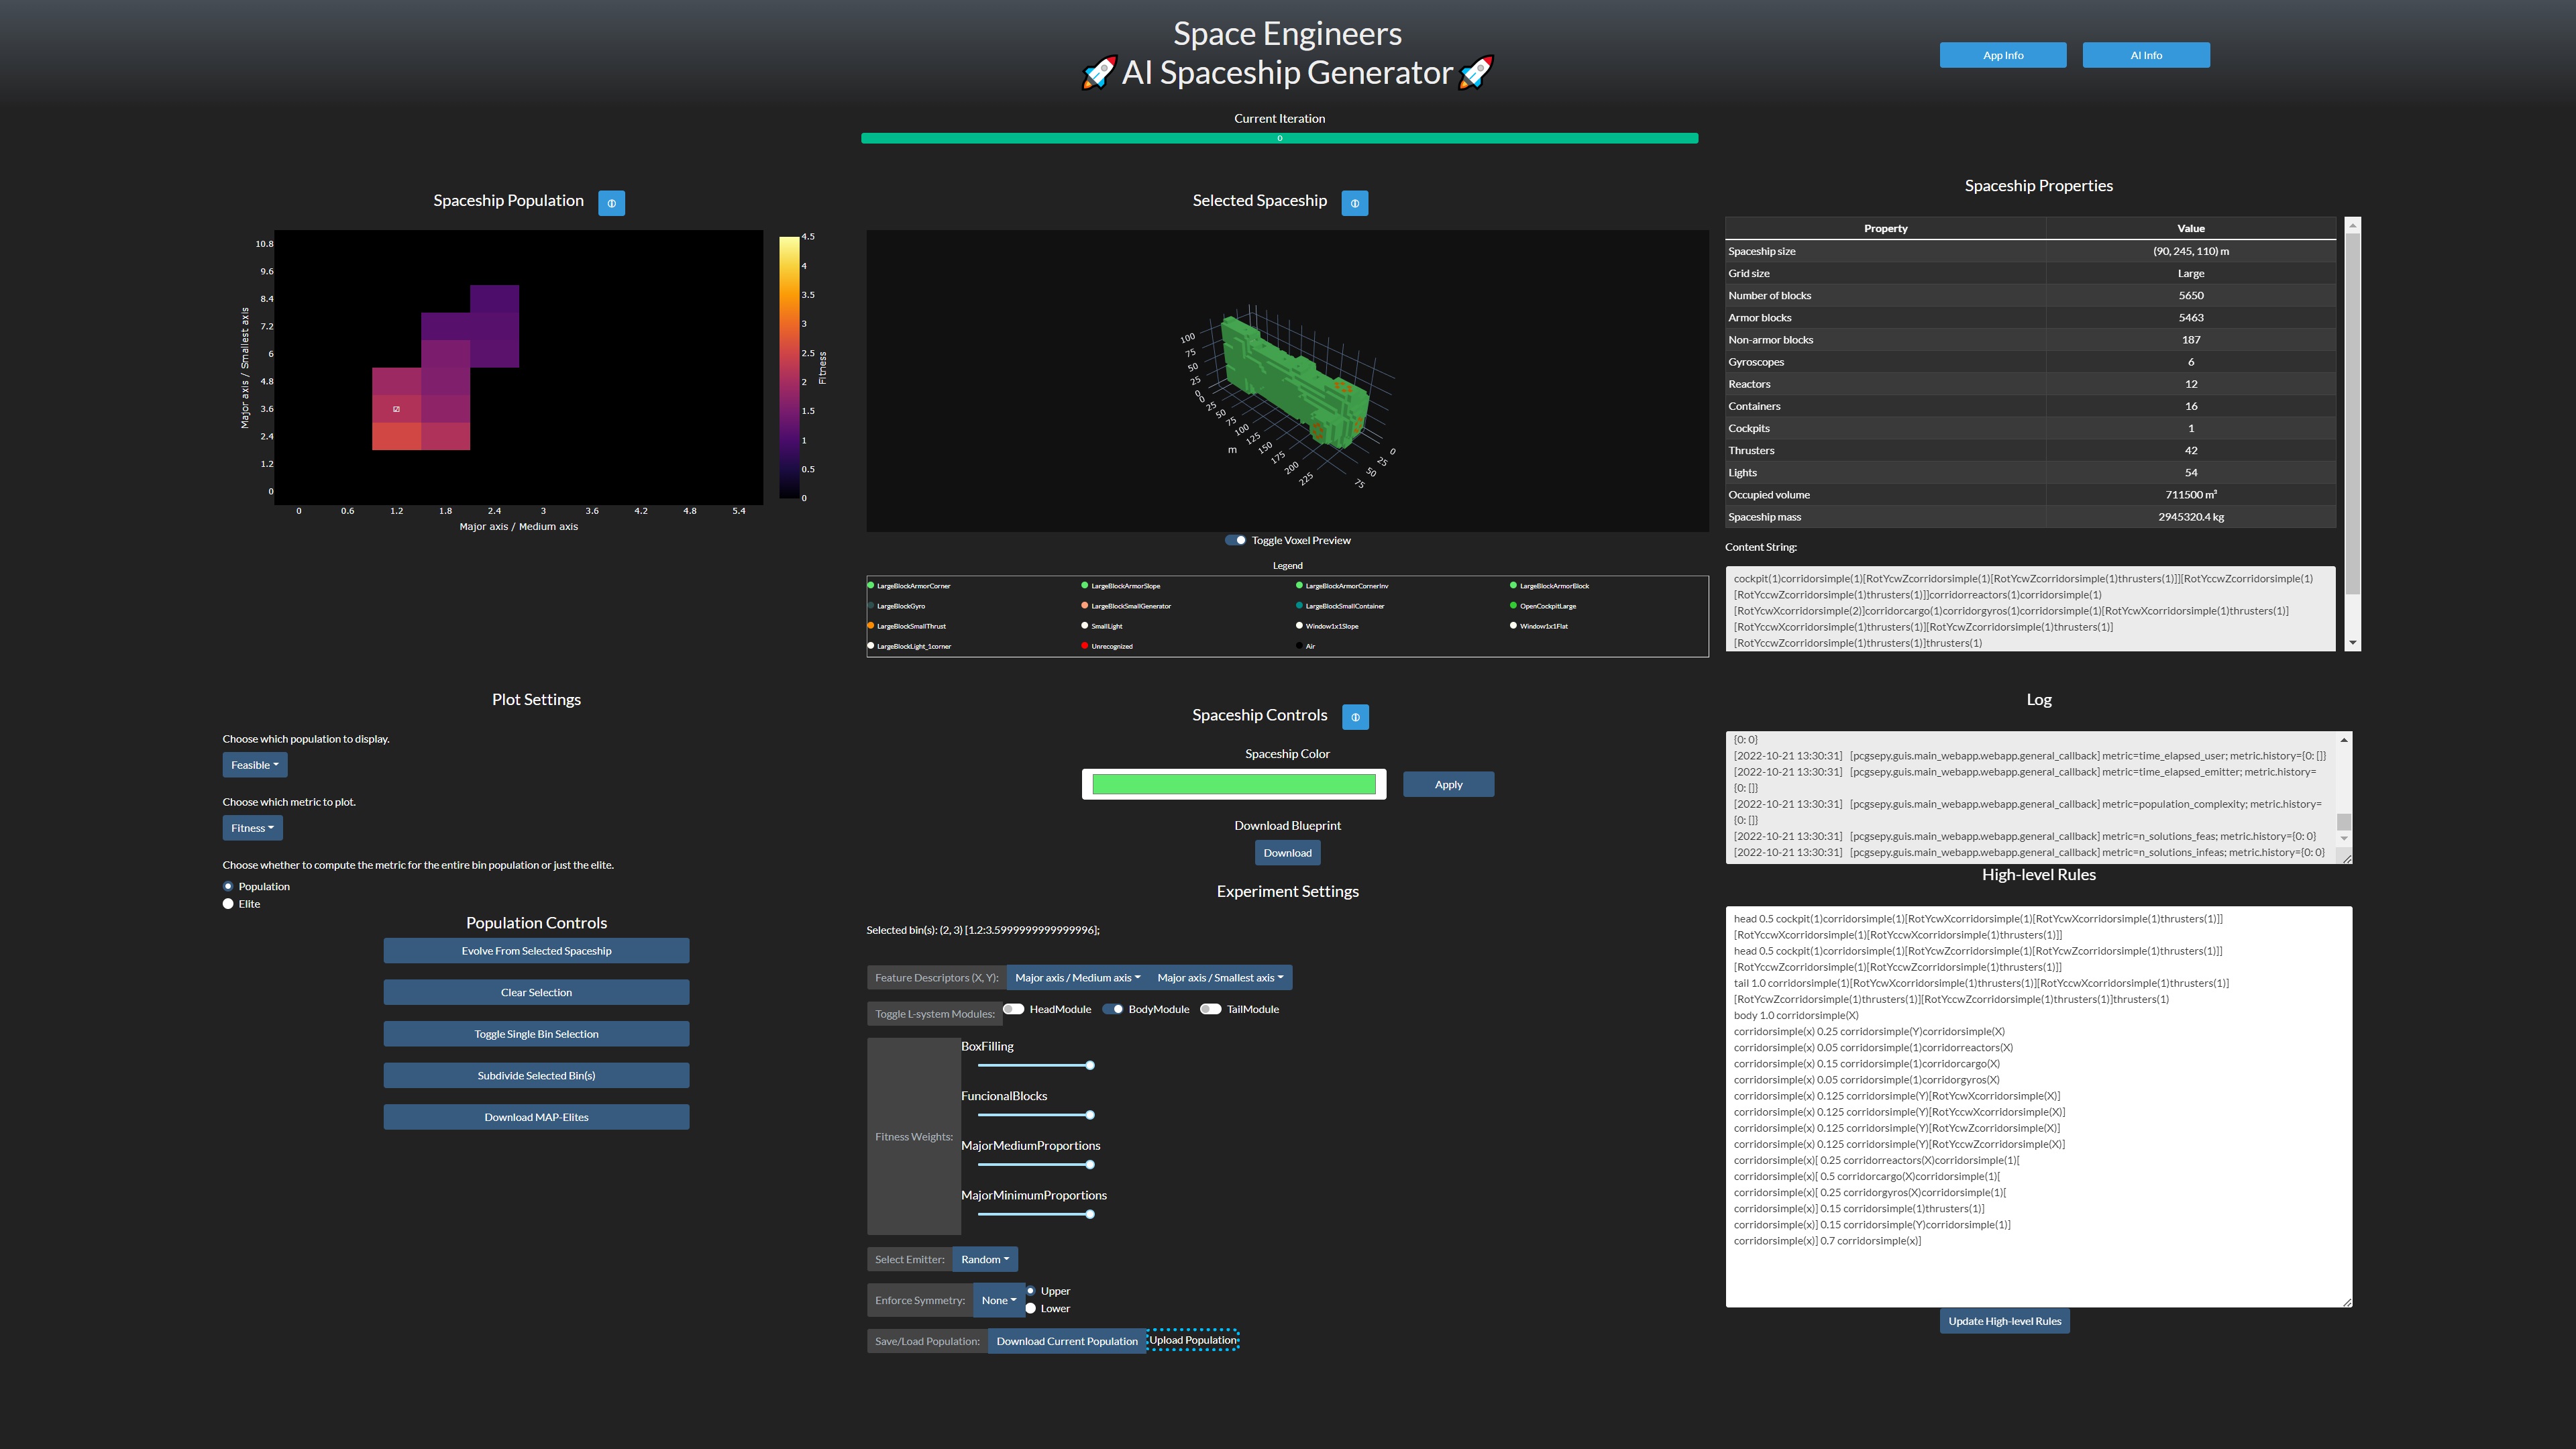 Space Engineers
AI Spaceship Generator
App Info
AI Info
Current Iteration
0
Spaceship Population
10.8
9.6
8.4
7.2
6
4.8
3.6
2.4
1.2
0
Major axis / Smallest axis
0 0.6 1.2 1.8 2.4 3 3.6 4.2 4.8 5.4
Major axis / Medium axis
4.5
4
3.5
3
2.5
2
1.5
1
0.5
0
Fitness
Selected Spaceship
100
75
50
25
0
0
25
50
75
100
125
150
175
200
225
m
0
25
50
75
Toggle Voxel Preview
Legend
LargeBlockArmorCorner LargeBlockArmorSlope LargeBlockArmorCornerInv LargeBlockArmorBlock
LargeBlockGyro LargeBlockSmallGenerator LargeBlockSmallContainer OpenCockpitLarge
LargeBlockSmallThrust SmallLight Window1x1Slope Window1x1Flat
LargeBlockLight_1corner Unrecognized Air
Spaceship Properties
Property Value
Spaceship size (90, 245, 110) m
Grid size Large
Number of blocks 5650
Armor blocks 5463
Non-armor blocks 187
Gyroscopes 6
Reactors 12
Containers 16
Cockpits 1
Thrusters 42
Lights 54
Occupied volume 711500 m³
Spaceship mass 2945320.4 kg
Content String:
cockpit(1)corridorsimple(1)[RotYcwZcorridorsimple(1)[RotYcwZcorridorsimple(1)thrusters(1)]][RotYccwZcorridorsimple(1)
[RotYccwZcorridorsimple(1)thrusters(1)]]corridorreactors(1)corridorsimple(1)
[RotYcwXcorridorsimple(2)]corridorcargo(1)corridorgyros(1)corridorsimple(1)[RotYcwXcorridorsimple(1)thrusters(1)]
[RotYccwXcorridorsimple(1)thrusters(1)][RotYcwZcorridorsimple(1)thrusters(1)]
[RotYccwZcorridorsimple(1)thrusters(1)]thrusters(1)
Plot Settings
Choose which population to display.
Feasible
Choose which metric to plot.
Fitness
Choose whether to compute the metric for the entire bin population or just the elite.
Population
Elite
Population Controls
Evolve From Selected Spaceship
Clear Selection
Toggle Single Bin Selection
Subdivide Selected Bin(s)
Download MAP-Elites
Spaceship Controls
Spaceship Color
Apply
Download Blueprint
Download
Experiment Settings
Selected bin(s): (2, 3) [1.2:3.5999999999999996];
Feature Descriptors (X, Y): Major axis / Medium axis Major axis / Smallest axis
Toggle L-system Modules: HeadModule BodyModule TailModule
Fitness Weights:
BoxFilling
FuncionalBlocks
MajorMediumProportions
MajorMinimumProportions
Select Emitter: Random
Enforce Symmetry: None Upper
Lower
Save/Load Population: Download Current Population Upload Population
Log
{0: 0}
[2022-10-21 13:30:31] [pcgsepy.guis.main_webapp.webapp.general_callback] metric=time_elapsed_user; metric.history={0: []}
[2022-10-21 13:30:31] [pcgsepy.guis.main_webapp.webapp.general_callback] metric=time_elapsed_emitter; metric.history=
{0: []}
[2022-10-21 13:30:31] [pcgsepy.guis.main_webapp.webapp.general_callback] metric=population_complexity; metric.history=
{0: []}
[2022-10-21 13:30:31] [pcgsepy.guis.main_webapp.webapp.general_callback] metric=n_solutions_feas; metric.history={0: 0}
[2022-10-21 13:30:31] [pcgsepy.guis.main_webapp.webapp.general_callback] metric=n_solutions_infeas; metric.history={0: 0}
High-level Rules
head 0.5 cockpit(1)corridorsimple(1)[RotYcwXcorridorsimple(1)[RotYcwXcorridorsimple(1)thrusters(1)]]
[RotYccwXcorridorsimple(1)[RotYccwXcorridorsimple(1)thrusters(1)]]
head 0.5 cockpit(1)corridorsimple(1)[RotYcwZcorridorsimple(1)[RotYcwZcorridorsimple(1)thrusters(1)]]
[RotYccwZcorridorsimple(1)[RotYccwZcorridorsimple(1)thrusters(1)]]
tail 1.0 corridorsimple(1)[RotYcwXcorridorsimple(1)thrusters(1)][RotYccwXcorridorsimple(1)thrusters(1)]
[RotYcwZcorridorsimple(1)thrusters(1)][RotYccwZcorridorsimple(1)thrusters(1)]thrusters(1)
body 1.0 corridorsimple(X)
corridorsimple(x) 0.25 corridorsimple(Y)corridorsimple(X)
corridorsimple(x) 0.05 corridorsimple(1)corridorreactors(X)
corridorsimple(x) 0.15 corridorsimple(1)corridorcargo(X)
corridorsimple(x) 0.05 corridorsimple(1)corridorgyros(X)
corridorsimple(x) 0.125 corridorsimple(Y)[RotYcwXcorridorsimple(X)]
corridorsimple(x) 0.125 corridorsimple(Y)[RotYccwXcorridorsimple(X)]
corridorsimple(x) 0.125 corridorsimple(Y)[RotYcwZcorridorsimple(X)]
corridorsimple(x) 0.125 corridorsimple(Y)[RotYccwZcorridorsimple(X)]
corridorsimple(x)[ 0.25 corridorreactors(X)corridorsimple(1)[
corridorsimple(x)[ 0.5 corridorcargo(X)corridorsimple(1)[
corridorsimple(x)[ 0.25 corridorgyros(X)corridorsimple(1)[
corridorsimple(x)] 0.15 corridorsimple(1)thrusters(1)]
corridorsimple(x)] 0.15 corridorsimple(Y)corridorsimple(1)]
corridorsimple(x)] 0.7 corridorsimple(x)]
Update High-level Rules